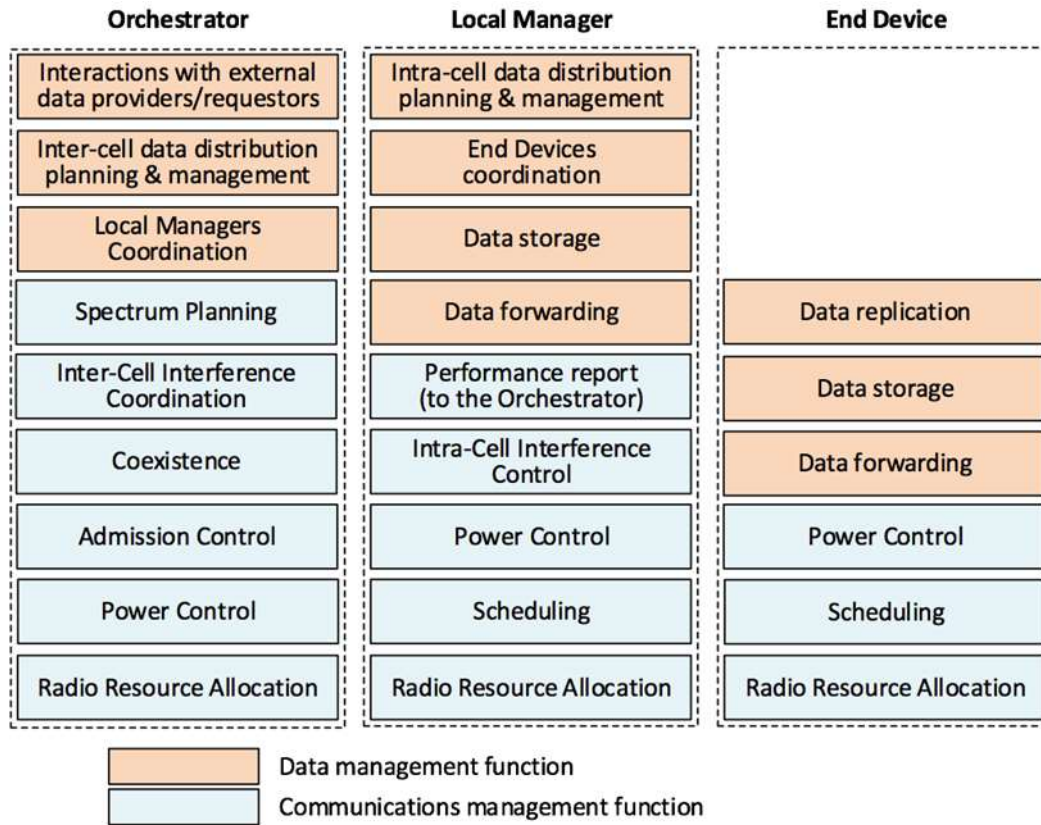 Orchestrator
Interactions with external
data providers/requestors
Inter-cell data distribution
planning & management
Local Managers
Coordination
Spectrum Planning
Inter-Cell Interference
Coordination
Coexistence
Admission Control
Power Control
Radio Resource Allocation
Local Manager
Intra-cell data distribution
planning & management
End Devices
coordination
Data storage
Data forwarding
Performance report
(to the Orchestrator)
Intra-Cell Interference
Control
Power Control
Scheduling
Radio Resource Allocation
End Device
Data replication
Data storage
Data forwarding
Power Control
Scheduling
Radio Resource Allocation
Data management function
Communications management function